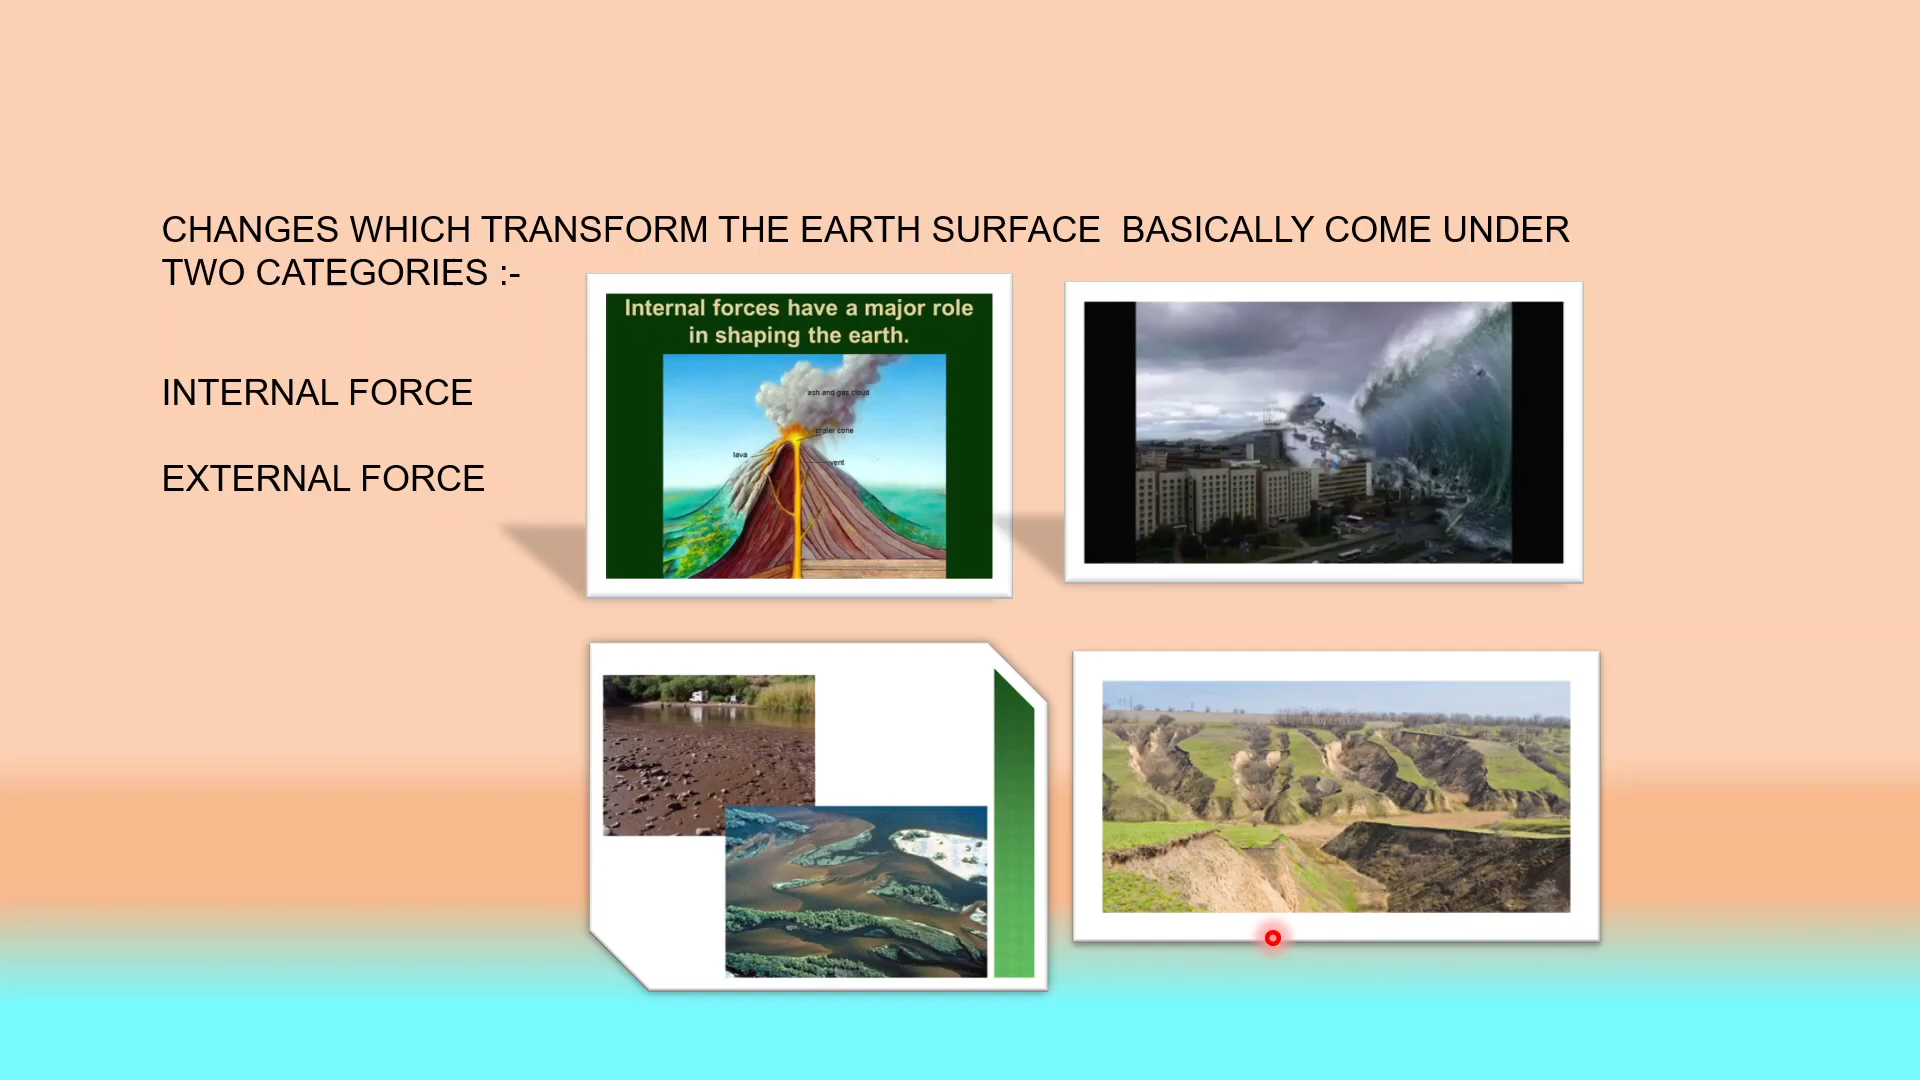 CHANGES WHICH TRANSFORM THE EARTH SURFACE  BASICALLY COME UNDER
TWO CATEGORIES :-
INTERNAL FORCE
EXTERNAL FORCE
Internal forces have a major role
in shaping the earth.
ash and gas cloud
crater cone
lava
vent